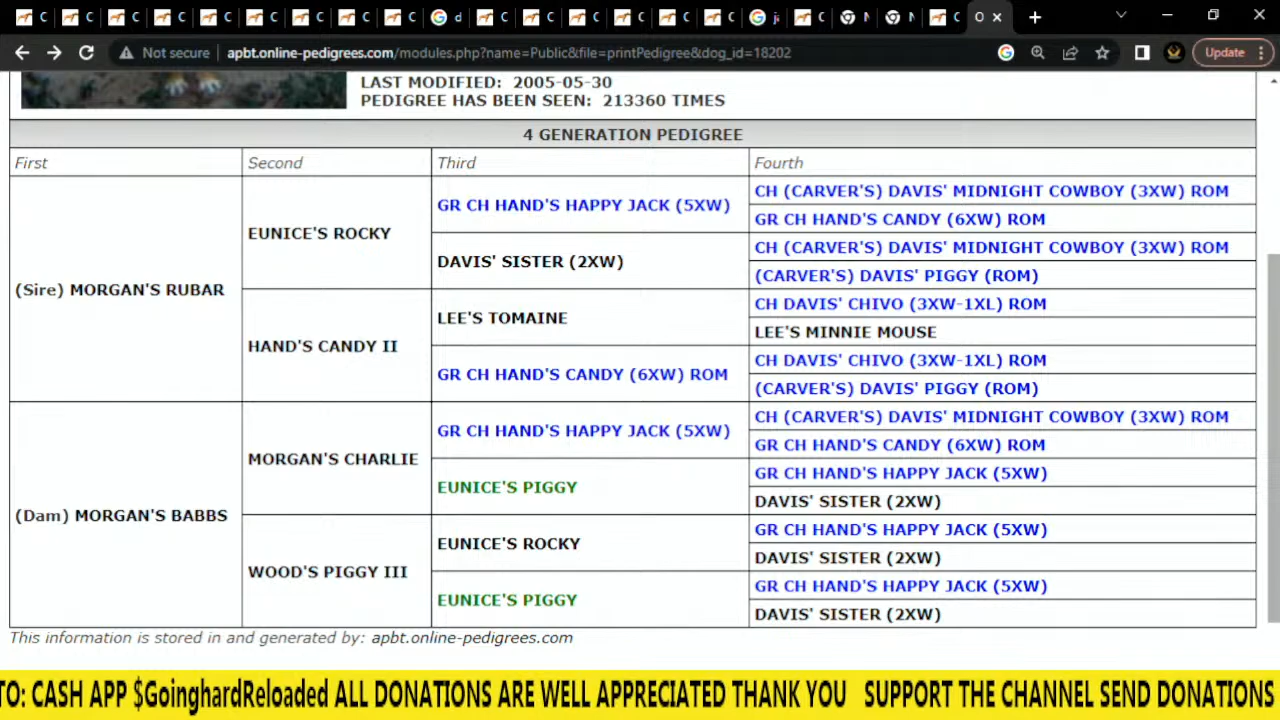 C C C C C C C C C d C C C C C C j C N N C O
Not secure apbt.online-pedigrees.com/modules.php?name=Public&file=printPedigree&dog_id=18202 Update
LAST MODIFIED: 2005-05-30
PEDIGREE HAS BEEN SEEN: 213360 TIMES
4 GENERATION PEDIGREE
First Second Third Fourth
CH (CARVER'S) DAVIS' MIDNIGHT COWBOY (3XW) ROM
GR CH HAND'S HAPPY JACK (5XW)
GR CH HAND'S CANDY (6XW) ROM
EUNICE'S ROCKY
CH (CARVER'S) DAVIS' MIDNIGHT COWBOY (3XW) ROM
DAVIS' SISTER (2XW)
(CARVER'S) DAVIS' PIGGY (ROM)
(Sire) MORGAN'S RUBAR
CH DAVIS' CHIVO (3XW-1XL) ROM
LEE'S TOMAINE
LEE'S MINNIE MOUSE
HAND'S CANDY II
CH DAVIS' CHIVO (3XW-1XL) ROM
GR CH HAND'S CANDY (6XW) ROM
(CARVER'S) DAVIS' PIGGY (ROM)
CH (CARVER'S) DAVIS' MIDNIGHT COWBOY (3XW) ROM
GR CH HAND'S HAPPY JACK (5XW)
GR CH HAND'S CANDY (6XW) ROM
MORGAN'S CHARLIE
GR CH HAND'S HAPPY JACK (5XW)
EUNICE'S PIGGY
DAVIS' SISTER (2XW)
(Dam) MORGAN'S BABBS
GR CH HAND'S HAPPY JACK (5XW)
EUNICE'S ROCKY
DAVIS' SISTER (2XW)
WOOD'S PIGGY III
GR CH HAND'S HAPPY JACK (5XW)
EUNICE'S PIGGY
DAVIS' SISTER (2XW)
This information is stored in and generated by: apbt.online-pedigrees.com
TO: CASH APP $GoinghardReloaded ALL DONATIONS ARE WELL APPRECIATED THANK YOU SUPPORT THE CHANNEL SEND DONATIONS